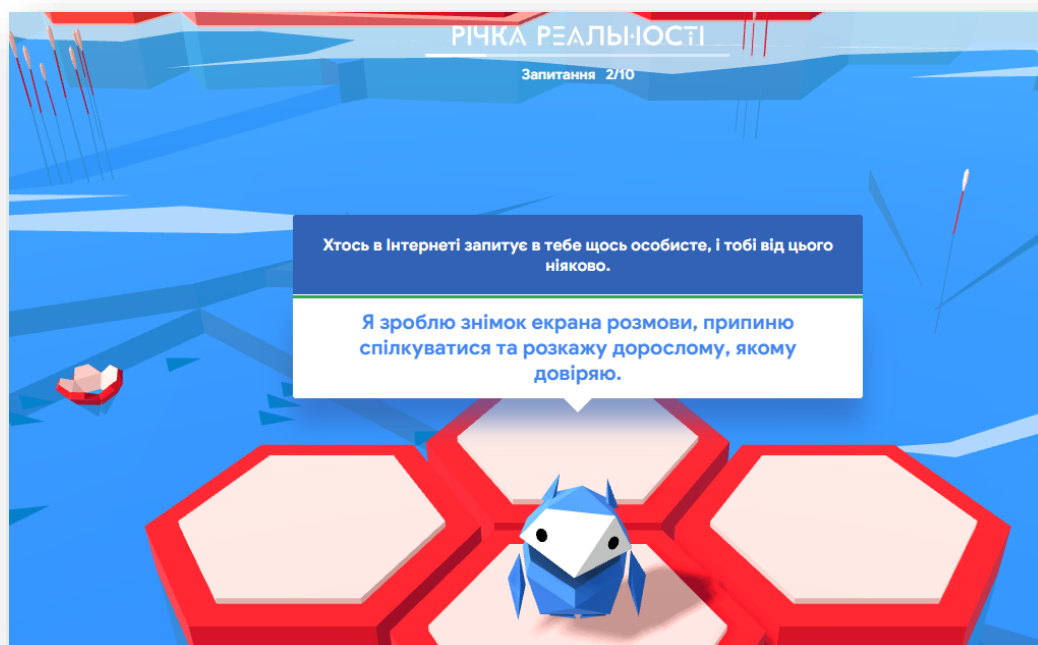 РІЧКА РЕАЛЬНОСТІ
Запитання 2/10
Хтось в Інтернеті запитує в тебе щось особисте, і тобі від цього
ніяково.
Я зроблю знімок екрана розмови, припиню
спілкуватися та розкажу дорослому, якому
довіряю.